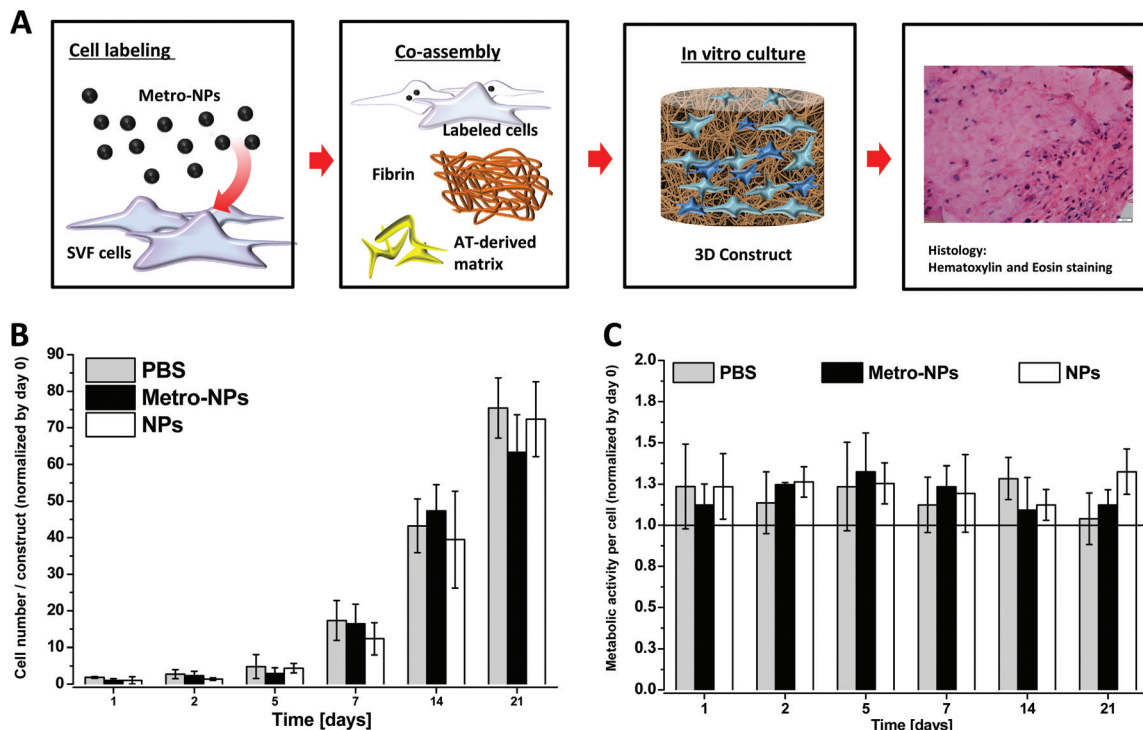 A
Cell labeling
Metro-NPs
SVF cells
Co-assembly
Labeled cells
Fibrin
AT-derived
matrix
In vitro culture
3D Construct
Histology:
Hematoxylin and Eosin staining
B
Cell number / construct (normalized by day 0)
90
80
70
60
50
40
30
20
10
0
PBS
Metro-NPs
NPs
1
2
5
7
14
21
Time [days]
C
Metabolic activity per cell (normalized by day 0)
2.0
1.8
1.5
1.3
1.0
0.8
0.5
0.3
0.0
PBS
Metro-NPs
NPs
1
2
5
7
14
21
Time [days]